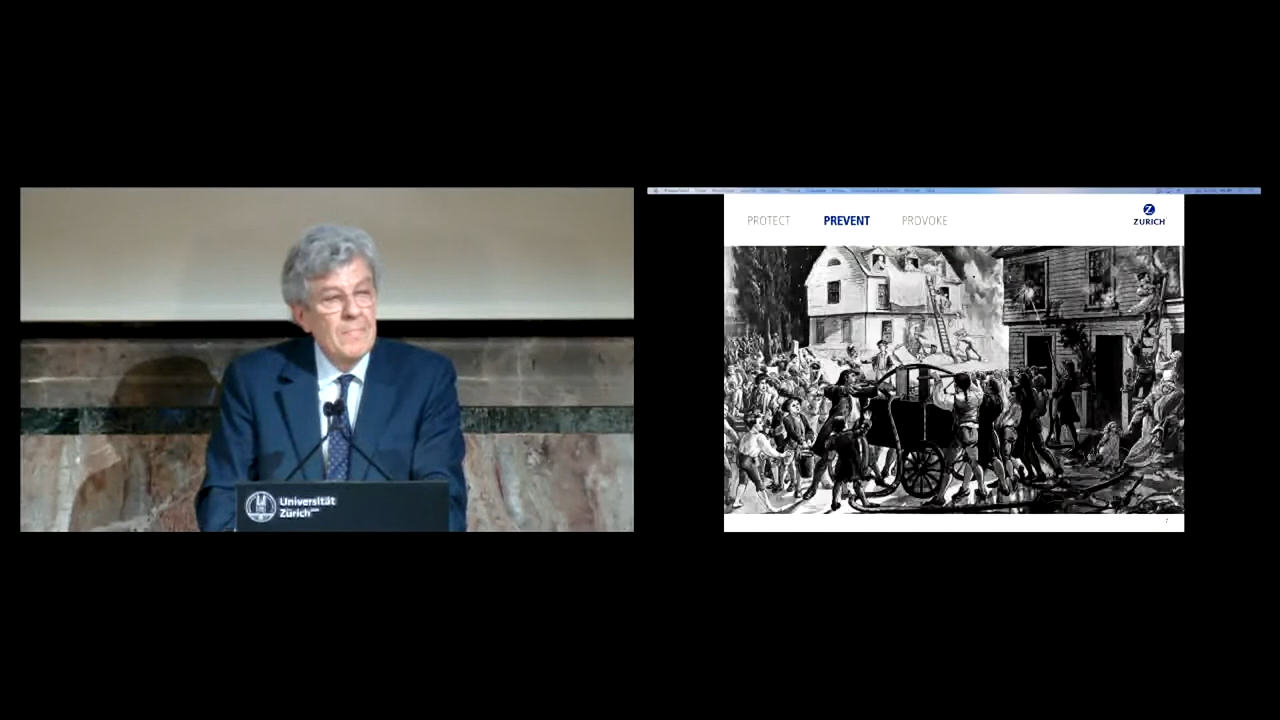 Universität
Zürich
PROTECT PREVENT PROVOKE
Z
ZURICH